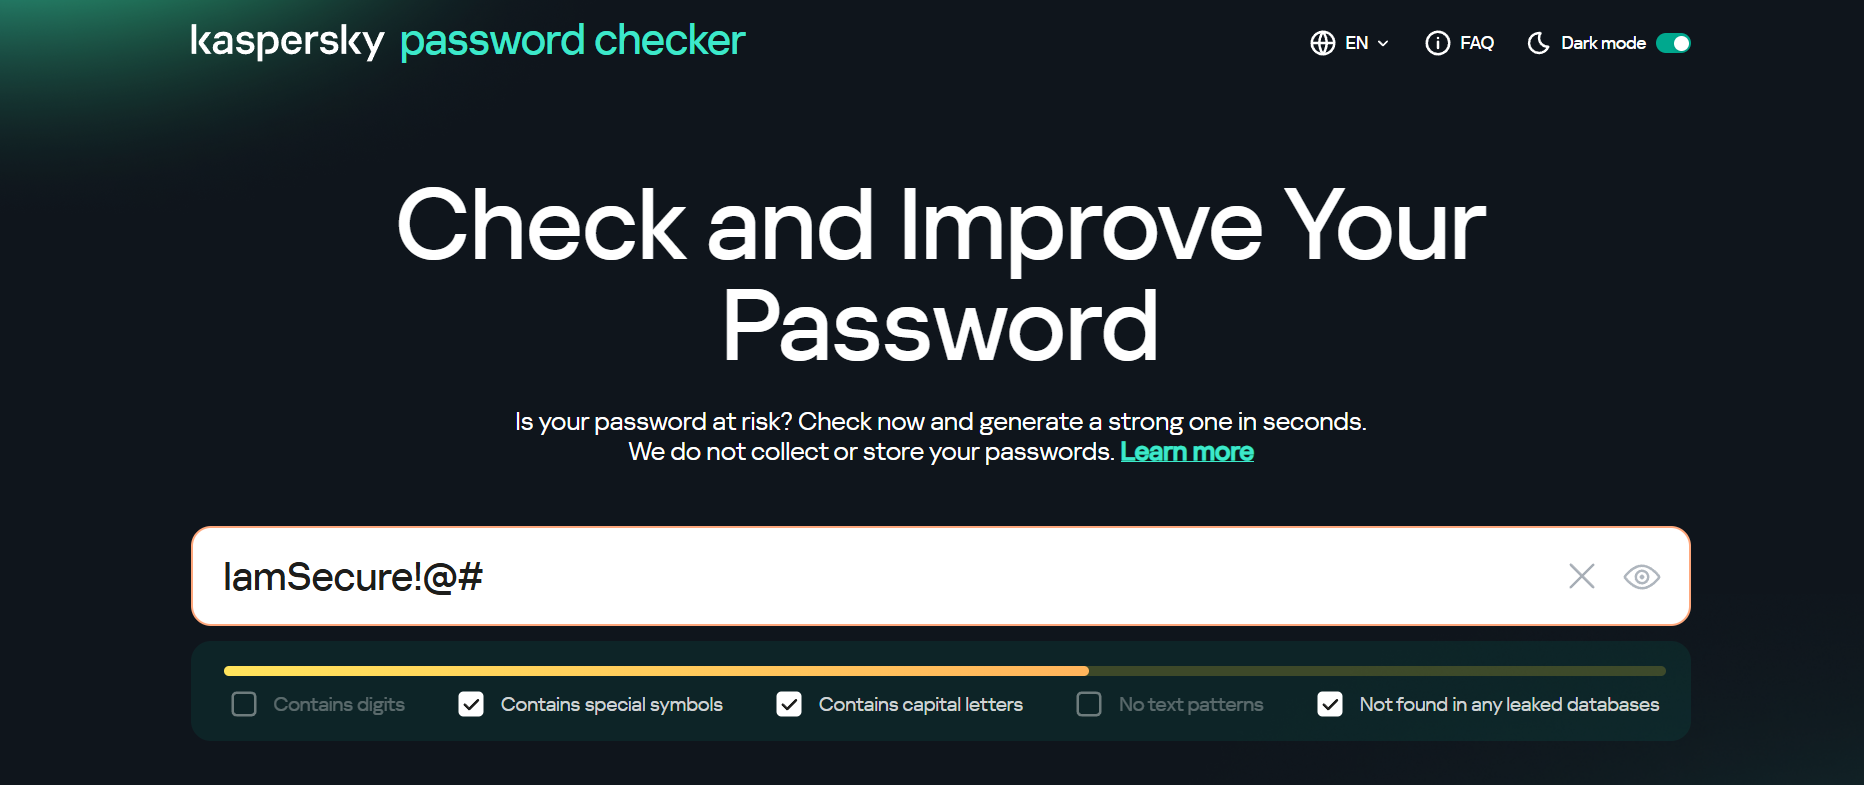 kaspersky password checker
EN
FAQ
Dark mode
Check and Improve Your
Password
Is your password at risk? Check now and generate a strong one in seconds.
We do not collect or store your passwords. Learn more
IamSecure!@#
Contains digits
Contains special symbols
Contains capital letters
No text patterns
Not found in any leaked databases